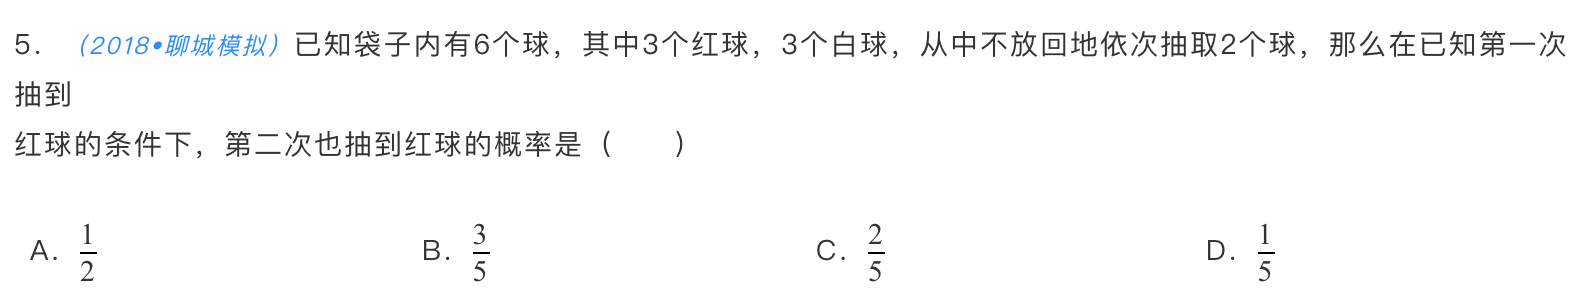 5. （2018•聊城模拟）已知袋子内有6个球，其中3个红球，3个白球，从中不放回地依次抽取2个球，那么在已知第一次
抽到
红球的条件下，第二次也抽到红球的概率是（　　）
A. 1/2 B. 3/5 C. 2/5 D. 1/5